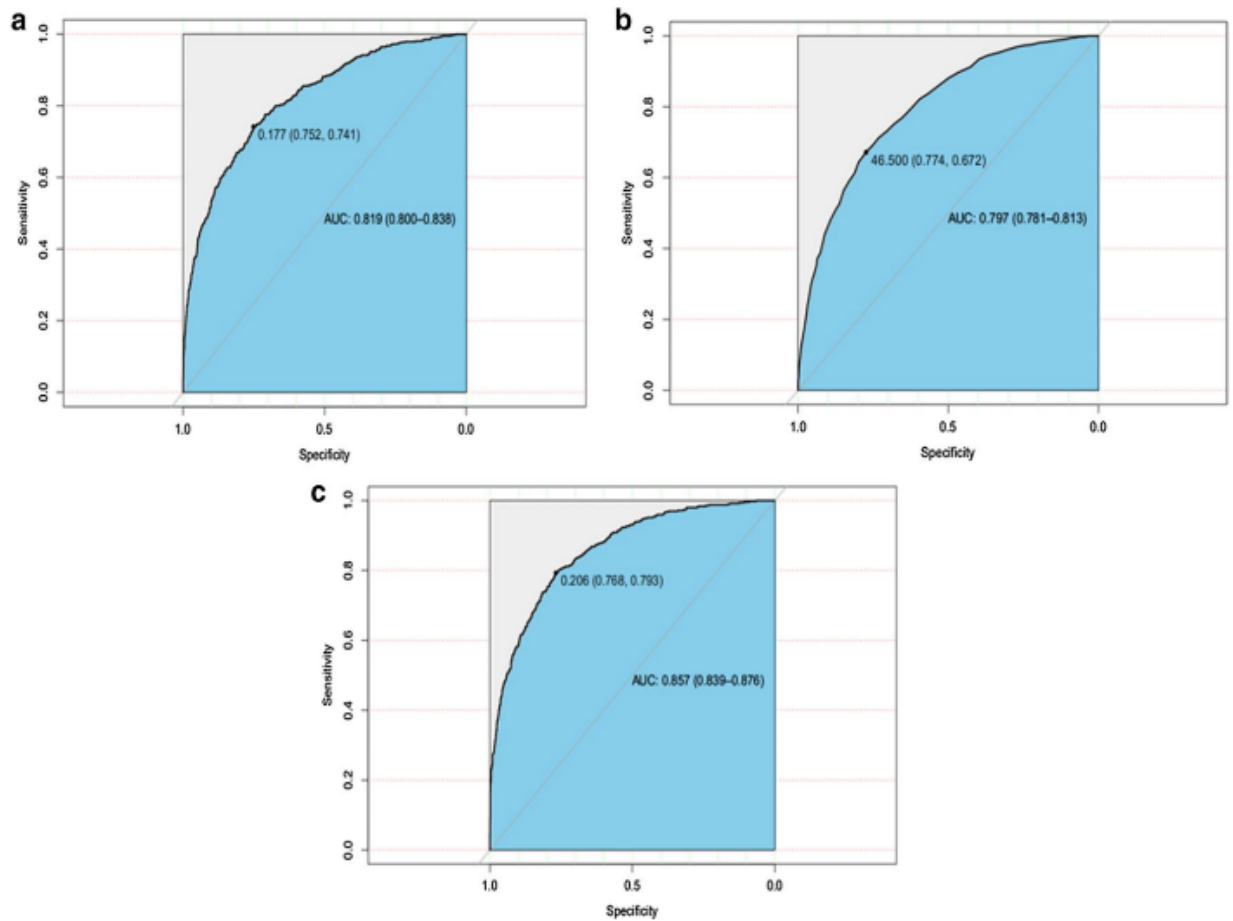 a
1.0
0.8
0.6
0.4
0.2
0.0
Sensitivity
0.177 (0.752, 0.741)
AUC: 0.819 (0.800–0.838)
1.0 0.5 0.0
Specificity
b
1.0
0.8
0.6
0.4
0.2
0.0
Sensitivity
46.500 (0.774, 0.672)
AUC: 0.797 (0.781–0.813)
1.0 0.5 0.0
Specificity
c
1.0
0.8
0.6
0.4
0.2
0.0
Sensitivity
0.206 (0.768, 0.793)
AUC: 0.857 (0.839–0.876)
1.0 0.5 0.0
Specificity